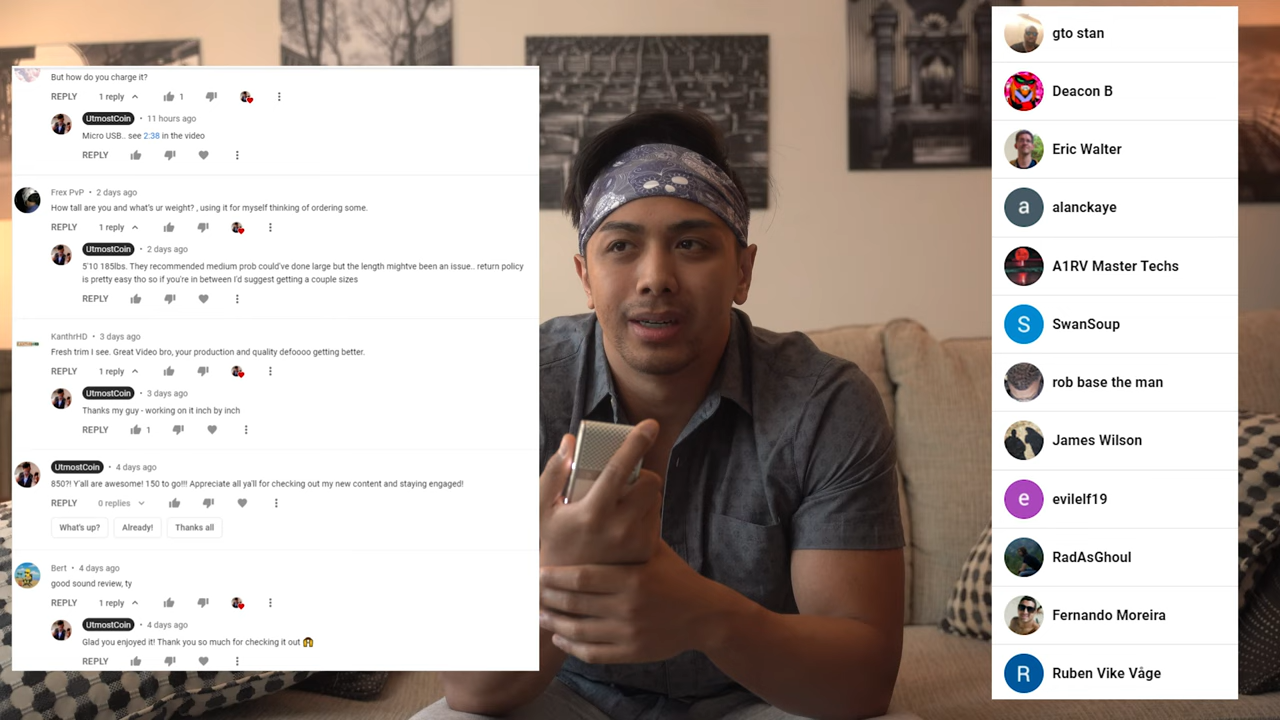 But how do you charge it?
REPLY 1 reply 1
UtmostCoin • 11 hours ago
Micro USB.. see 2:38 in the video
REPLY
Frex PvP • 2 days ago
How tall are you and what's ur weight? , using it for myself thinking of ordering some.
REPLY 1 reply
UtmostCoin • 2 days ago
5'10 185lbs. They recommended medium prob could've done large but the length mightve been an issue.. return policy
is pretty easy tho so if you're in between I'd suggest getting a couple sizes
REPLY
KanthrHD • 3 days ago
Fresh trim I see. Great Video bro, your production and quality defoooo getting better.
REPLY 1 reply
UtmostCoin • 3 days ago
Thanks my guy - working on it inch by inch
REPLY 1
UtmostCoin • 4 days ago
850?! Y'all are awesome! 150 to go!!! Appreciate all ya'll for checking out my new content and staying engaged!
REPLY 0 replies
What's up? Already! Thanks all
Bert • 4 days ago
good sound review, ty
REPLY 1 reply
UtmostCoin • 4 days ago
Glad you enjoyed it! Thank you so much for checking it out
REPLY
gto stan
Deacon B
Eric Walter
a alanckaye
A1RV Master Techs
S SwanSoup
rob base the man
James Wilson
e evilelf19
RadAsGhoul
Fernando Moreira
R Ruben Vike Våge